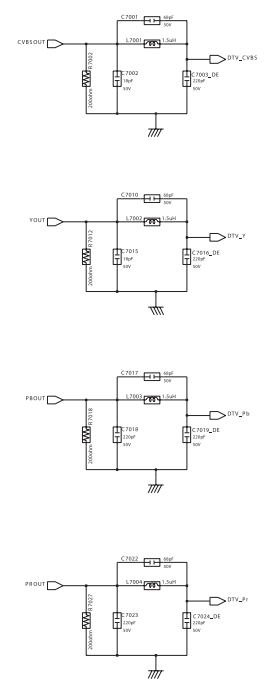 C7001 68pF
50V
CVBSOUT L7001 1.5uH
DTV_CVBS
R7002
200ohm
C7002
18pF
50V
C7003_DE
220pF
50V
C7010 68pF
50V
YOUT L7002 1.5uH
DTV_Y
R7012
200ohm
C7015
18pF
50V
C7016_DE
220pF
50V
C7017 68pF
50V
PBOUT L7003 1.5uH
DTV_Pb
R7018
200ohm
C7018
220pF
50V
C7019_DE
220pF
50V
C7022 68pF
50V
PROUT L7004 1.5uH
DTV_Pr
R7027
200ohm
C7023
220pF
50V
C7024_DE
220pF
50V